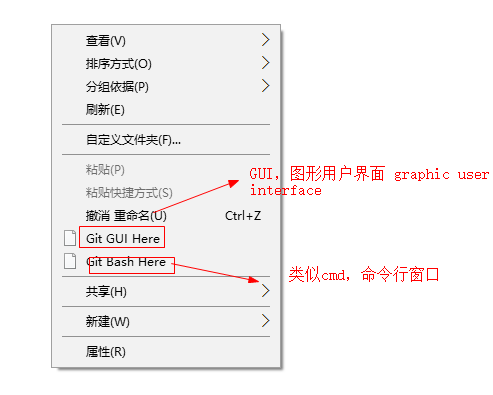 查看(V)
排序方式(O)
分组依据(P)
刷新(E)
自定义文件夹(F)...
粘贴(P)
粘贴快捷方式(S)
撤消 重命名(U) Ctrl+Z
Git GUI Here
Git Bash Here
共享(H)
新建(W)
属性(R)
GUI，图形用户界面 graphic user
interface
类似cmd，命令行窗口